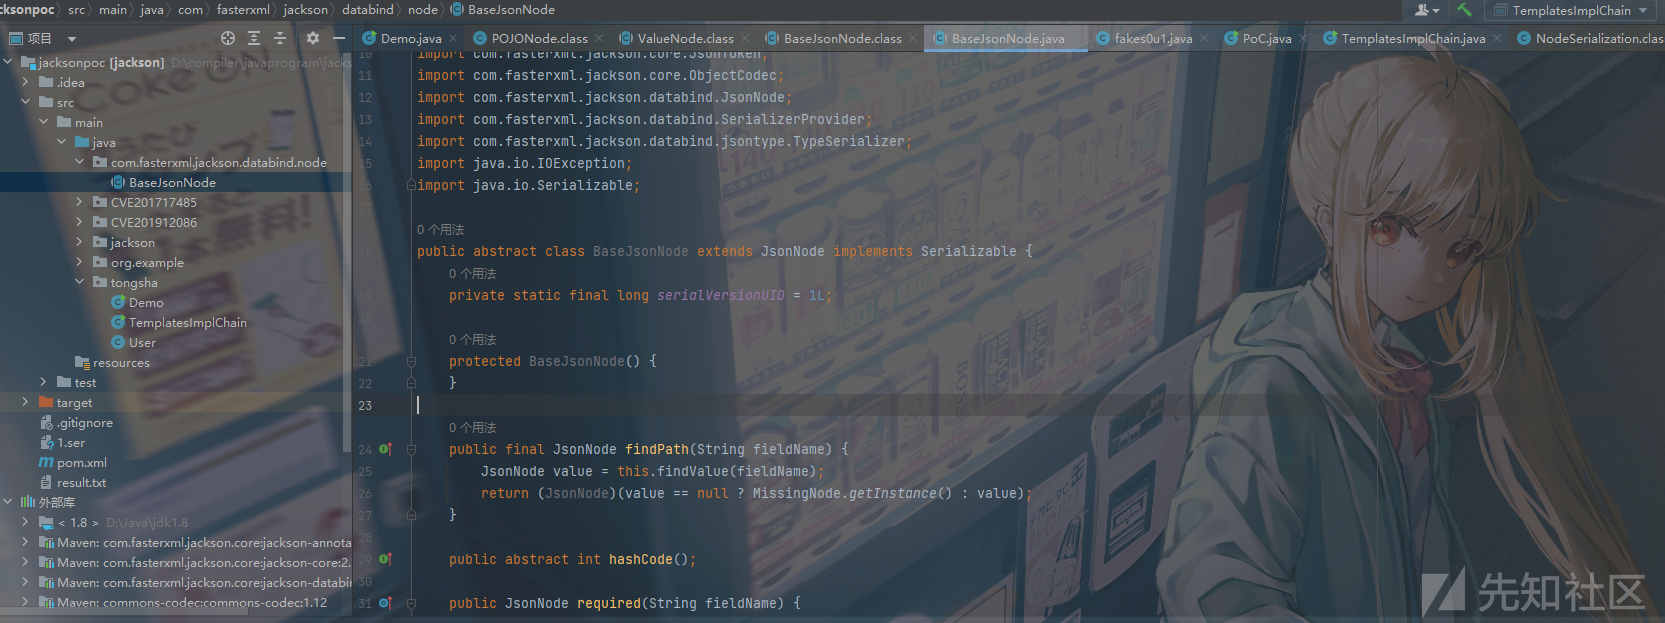 cksonpoc > src > main > java > com > fasterxml > jackson > databind > node > BaseJsonNode
TemplatesImplChain
项目
Demo.java
POJONode.class
ValueNode.class
BaseJsonNode.class
BaseJsonNode.java
fakes0u1.java
PoC.java
TemplatesImplChain.java
NodeSerialization.clas
jacksonpoc [jackson] D:\compiler\javaprogram\jacks
.idea
src
main
java
com.fasterxml.jackson.databind.node
BaseJsonNode
CVE201717485
CVE201912086
jackson
org.example
tongsha
Demo
TemplatesImplChain
User
resources
test
target
.gitignore
1.ser
pom.xml
result.txt
外部库
< 1.8 > D:\Java\jdk1.8
Maven: com.fasterxml.jackson.core:jackson-annota
Maven: com.fasterxml.jackson.core:jackson-core:2.
Maven: com.fasterxml.jackson.core:jackson-databin
Maven: commons-codec:commons-codec:1.12
10 import com.fasterxml.jackson.core.JsonToken;
11 import com.fasterxml.jackson.core.ObjectCodec;
12 import com.fasterxml.jackson.databind.JsonNode;
13 import com.fasterxml.jackson.databind.SerializerProvider;
14 import com.fasterxml.jackson.databind.jsontype.TypeSerializer;
15 import java.io.IOException;
16 import java.io.Serializable;
17
0 个用法
18 public abstract class BaseJsonNode extends JsonNode implements Serializable {
0 个用法
19 private static final long serialVersionUID = 1L;
20
0 个用法
21 protected BaseJsonNode() {
22 }
23
0 个用法
24 public final JsonNode findPath(String fieldName) {
25 JsonNode value = this.findValue(fieldName);
26 return (JsonNode)(value == null ? MissingNode.getInstance() : value);
27 }
28
29 public abstract int hashCode();
30
31 public JsonNode required(String fieldName) {
先知社区